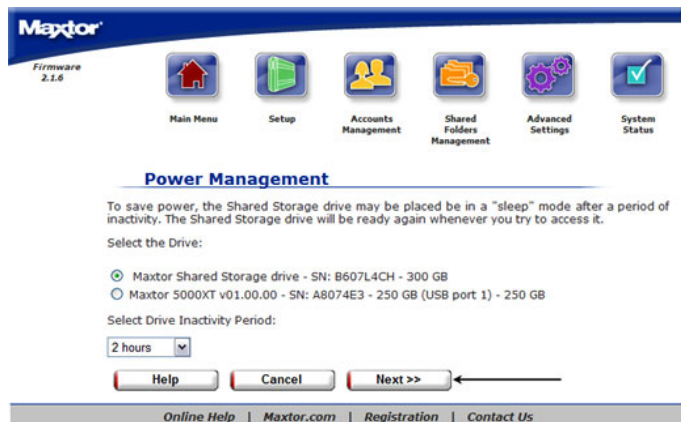 Maxtor
Firmware
2.1.6
Main Menu
Setup
Accounts
Management
Shared
Folders
Management
Advanced
Settings
System
Status
Power Management
To save power, the Shared Storage drive may be placed be in a "sleep" mode after a period of
inactivity. The Shared Storage drive will be ready again whenever you try to access it.
Select the Drive:
Maxtor Shared Storage drive - SN: B607L4CH - 300 GB
Maxtor 5000XT v01.00.00 - SN: A8074E3 - 250 GB (USB port 1) - 250 GB
Select Drive Inactivity Period:
2 hours
Help Cancel Next >>
Online Help | Maxtor.com | Registration | Contact Us